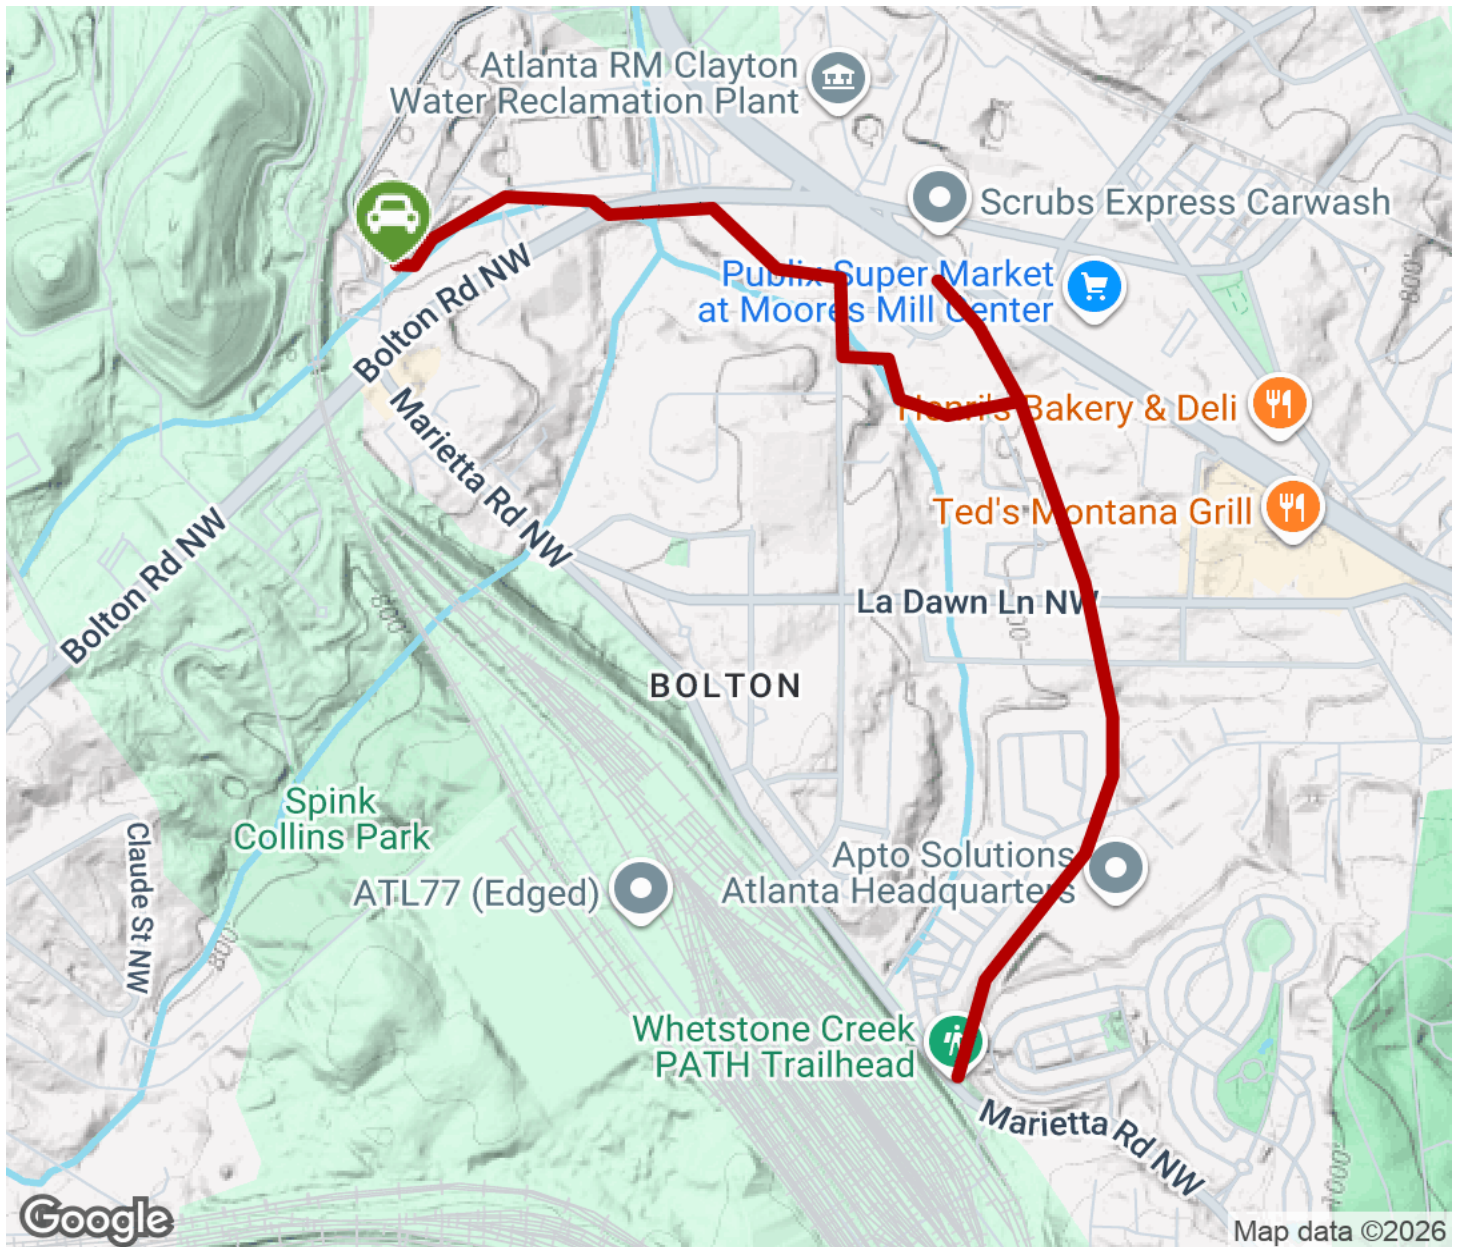 Atlanta RM Clayton
Water Reclamation Plant
Scrubs Express Carwash
Publix Super Market
at Moores Mill Center
Bolton Rd NW
800'
Marietta Rd NW
Henri's Bakery & Deli
Ted's Montana Grill
Bolton Rd NW
800'
La Dawn Ln NW
BOLTON
Spink
Collins Park
Claude St NW
800'
ATL77 (Edged)
Apto Solutions
Atlanta Headquarters
Whetstone Creek
PATH Trailhead
Marietta Rd NW
1000'
Google
Map data ©2026